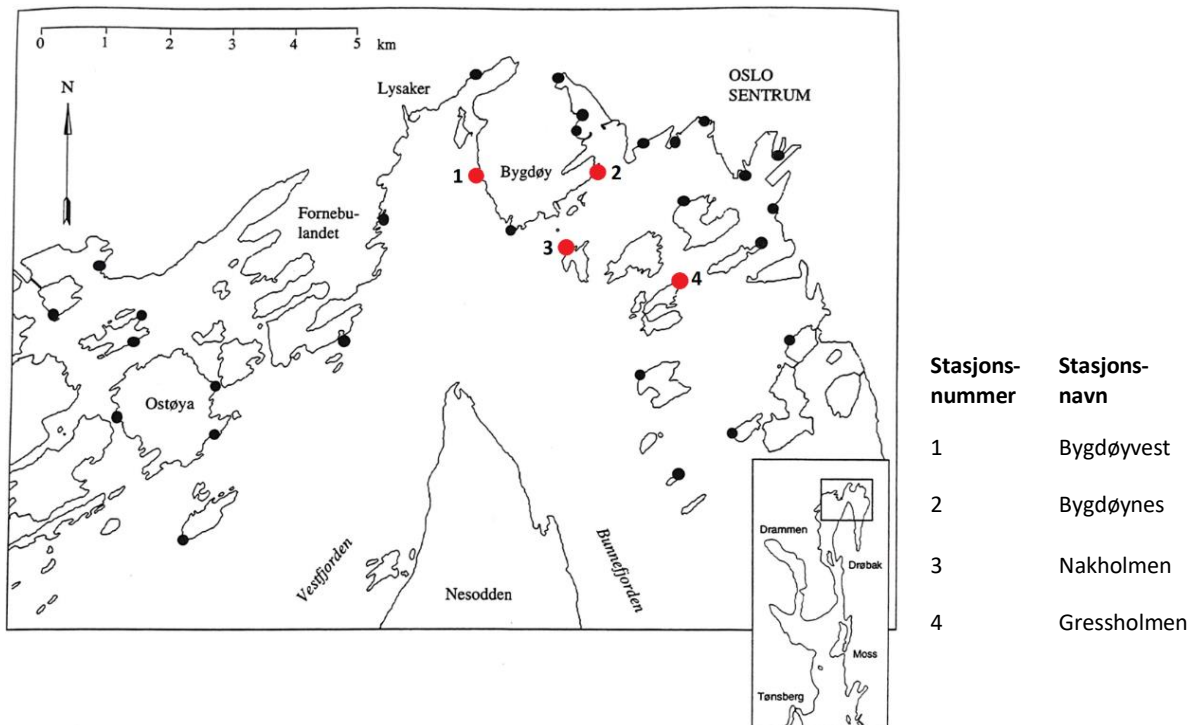 0 1 2 3 4 5 km
N
Lysaker
OSLO
SENTRUM
1
Bygdøy
2
Fornebu-
landet
3
4
Ostøya
Vestfjorden
Nesodden
Bunnefjorden
Drammen
Drøbak
Moss
Tønsberg
Stasjons-
nummer
Stasjons-
navn
1 Bygdøyvest
2 Bygdøynes
3 Nakholmen
4 Gressholmen